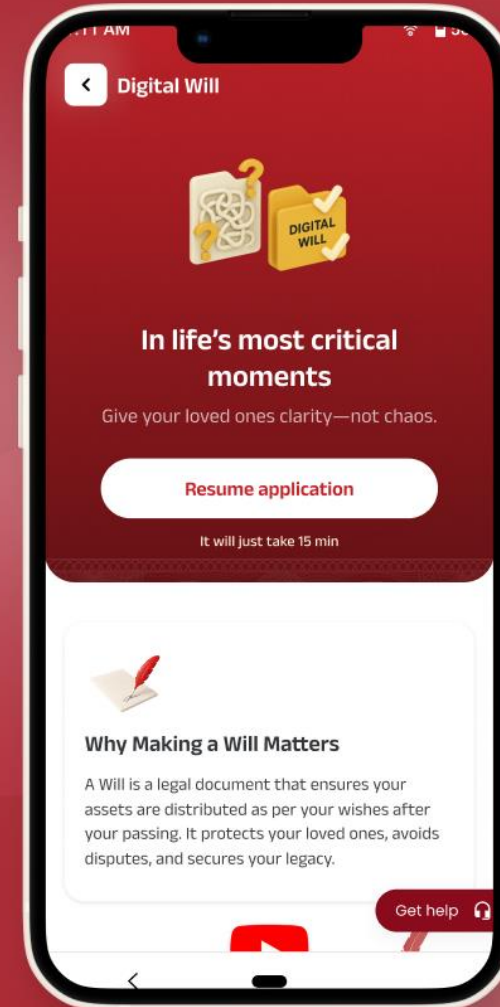 Digital Will
DIGITAL
WILL
In life's most critical
moments
Give your loved ones clarity—not chaos.
Resume application
It will just take 15 min
Why Making a Will Matters
A Will is a legal document that ensures your
assets are distributed as per your wishes after
your passing. It protects your loved ones, avoids
disputes, and secures your legacy.
Get help